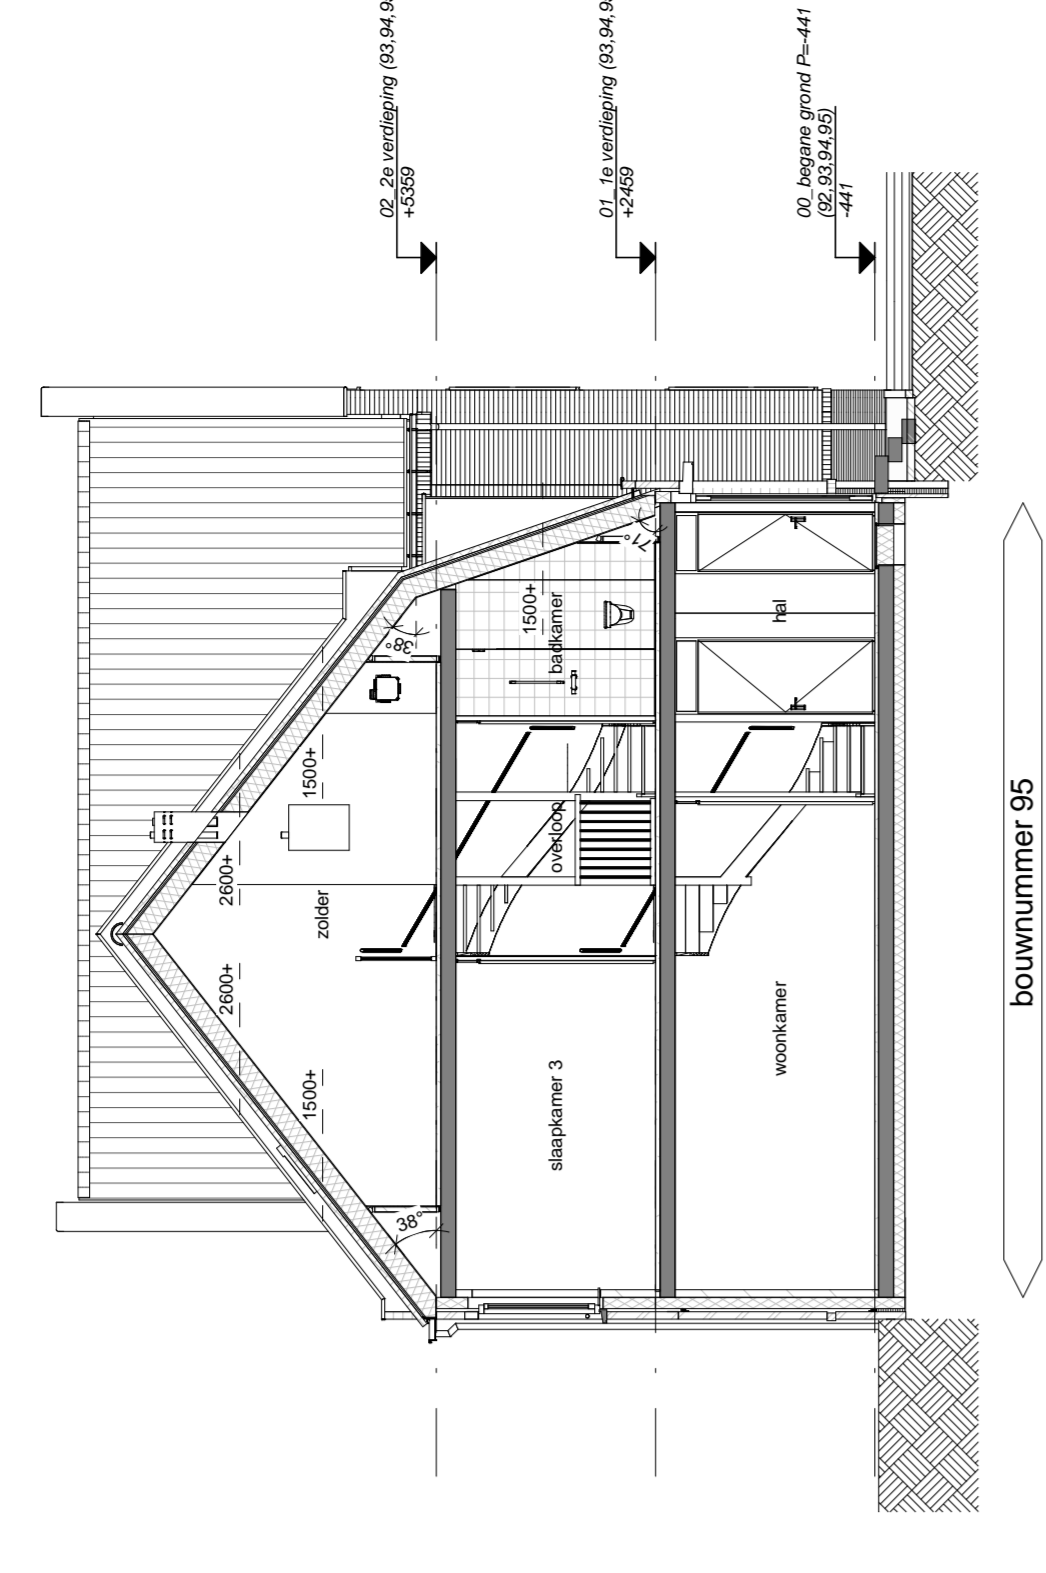 02_2e verdieping (93,94,9
+5359
01_1e verdieping (93,94,9
+2459
00_begane grond P=-441
(92,93,94,95)
-441
2600+
2600+
1500+
1500+
zolder
38°
38°
71°
1500+
badkamer
overloop
slaapkamer 3
hal
woonkamer
bouwnummer 95